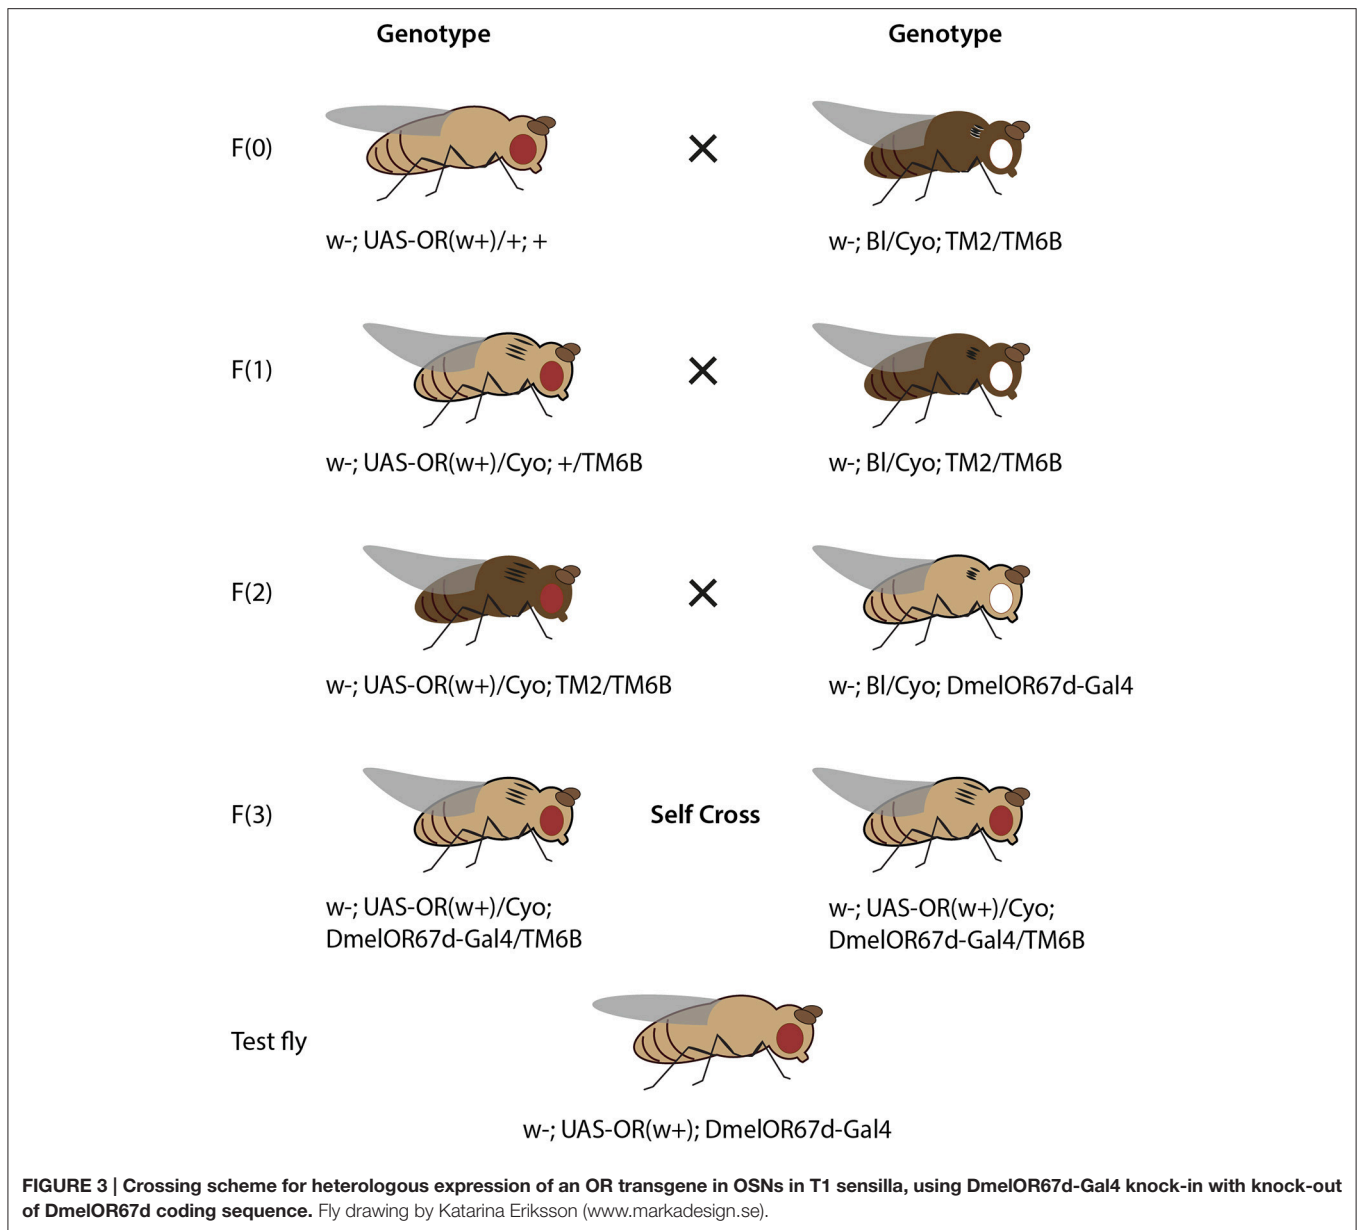 Genotype Genotype
F(0) ×
w-; UAS-OR(w+)/+; + w-; Bl/Cyo; TM2/TM6B
F(1) ×
w-; UAS-OR(w+)/Cyo; +/TM6B w-; Bl/Cyo; TM2/TM6B
F(2) ×
w-; UAS-OR(w+)/Cyo; TM2/TM6B w-; Bl/Cyo; DmelOR67d-Gal4
F(3) Self Cross
w-; UAS-OR(w+)/Cyo; w-; UAS-OR(w+)/Cyo;
DmelOR67d-Gal4/TM6B DmelOR67d-Gal4/TM6B
Test fly
w-; UAS-OR(w+); DmelOR67d-Gal4
FIGURE 3 | Crossing scheme for heterologous expression of an OR transgene in OSNs in T1 sensilla, using DmelOR67d-Gal4 knock-in with knock-out
of DmelOR67d coding sequence. Fly drawing by Katarina Eriksson (www.markadesign.se).